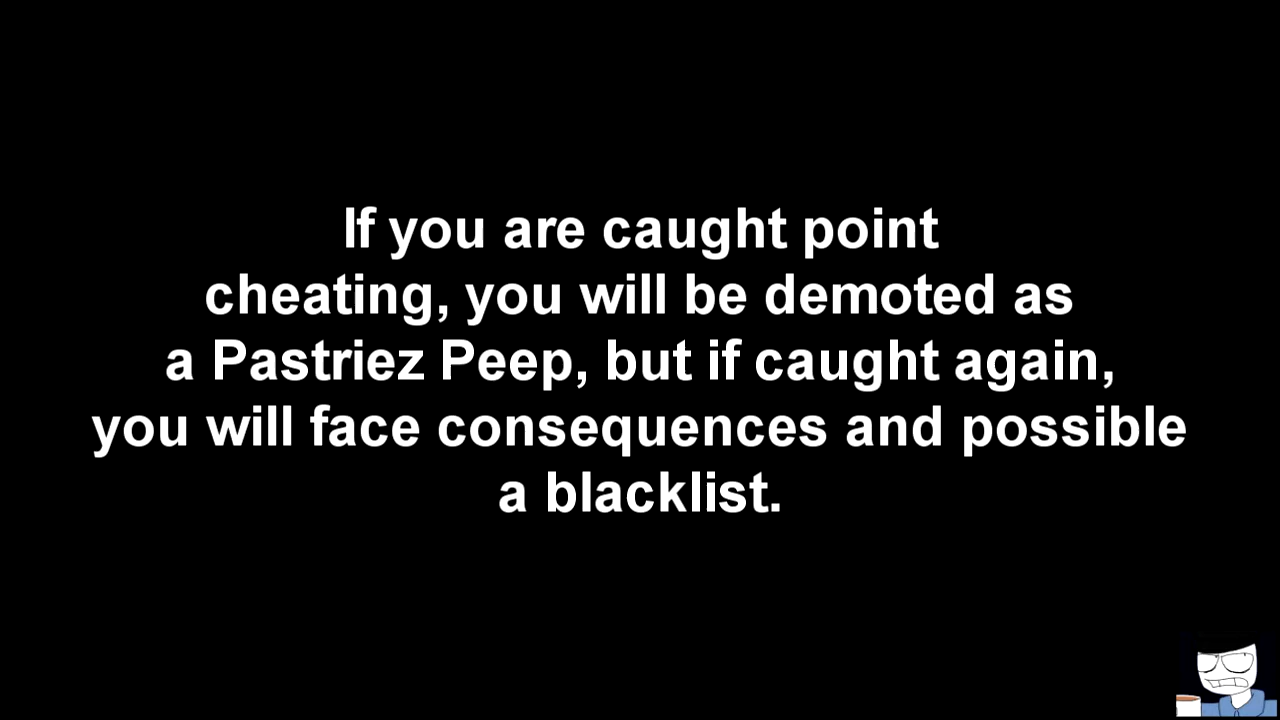 If you are caught point
cheating, you will be demoted as
a Pastriez Peep, but if caught again,
you will face consequences and possible
a blacklist.